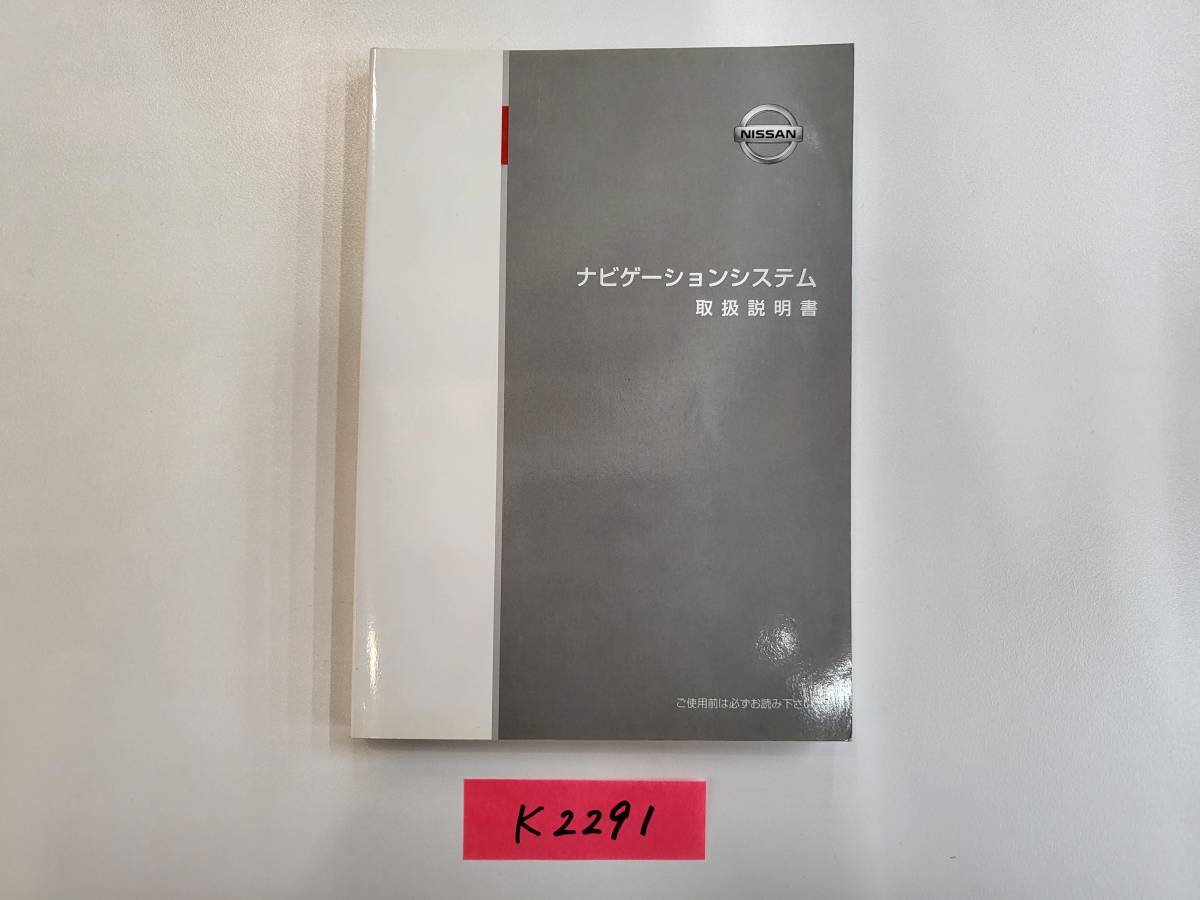 NISSAN
ナビゲーションシステム
取扱説明書
ご使用前は必ずお読み下さい
K2291